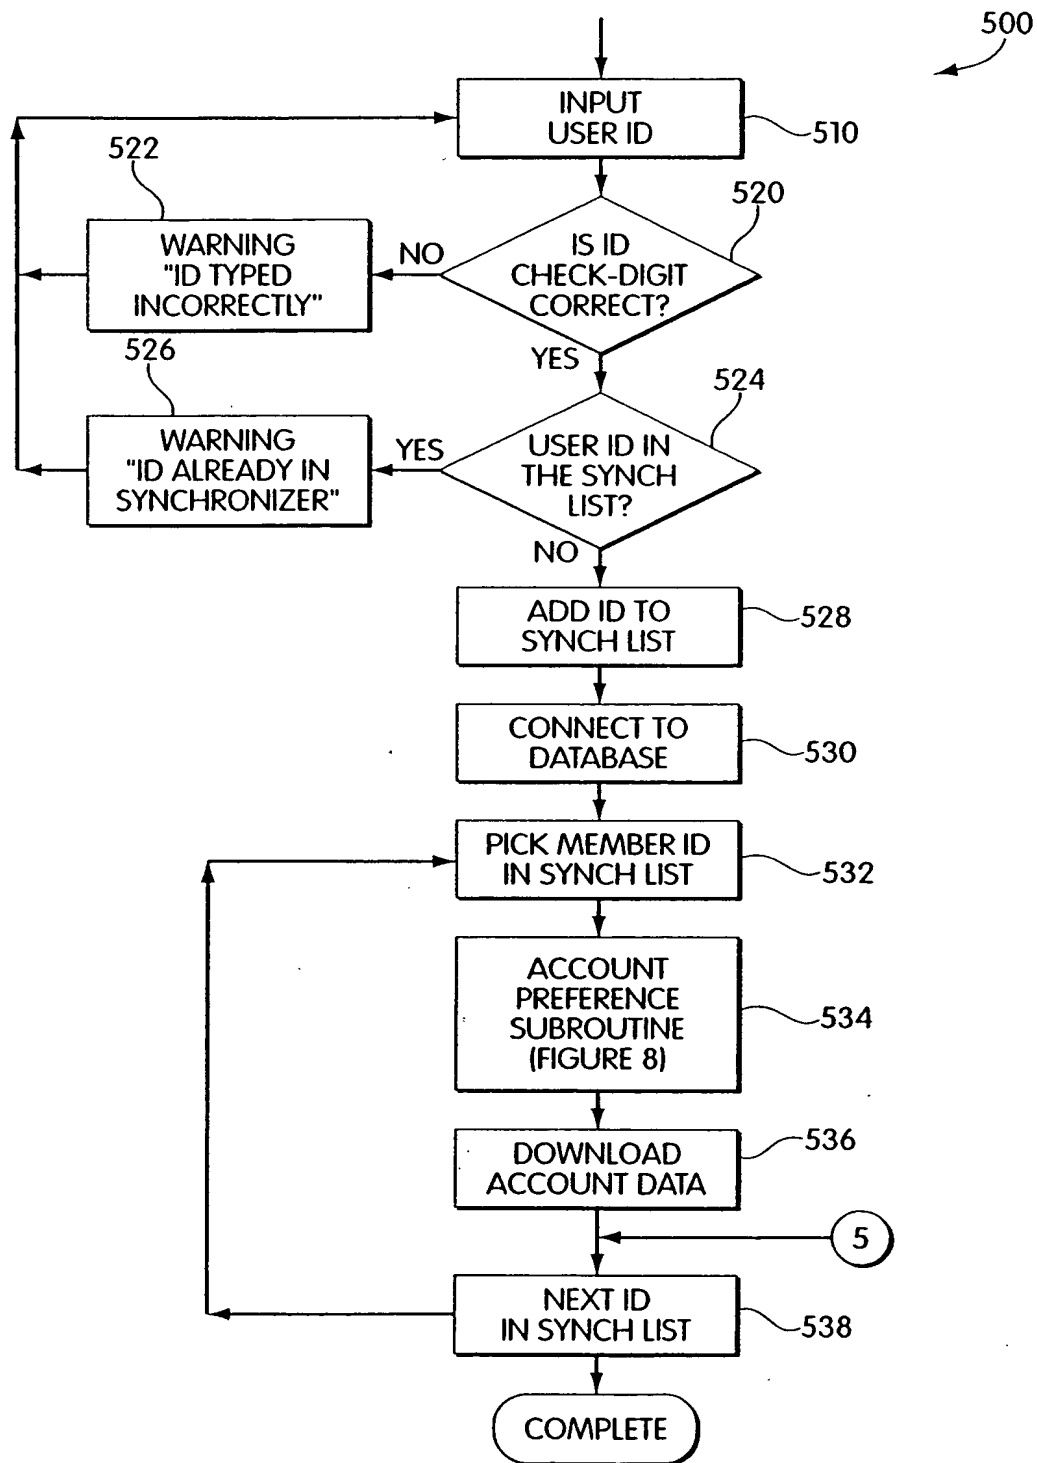 500
INPUT
USER ID
510
522
520
WARNING
"ID TYPED
INCORRECTLY"
NO
IS ID
CHECK-DIGIT
CORRECT?
526
YES
524
WARNING
"ID ALREADY IN
SYNCHRONIZER"
YES
USER ID IN
THE SYNCH
LIST?
NO
ADD ID TO
SYNCH LIST
528
CONNECT TO
DATABASE
530
PICK MEMBER ID
IN SYNCH LIST
532
ACCOUNT
PREFERENCE
SUBROUTINE
(FIGURE 8)
534
DOWNLOAD
ACCOUNT DATA
536
5
NEXT ID
IN SYNCH LIST
538
COMPLETE